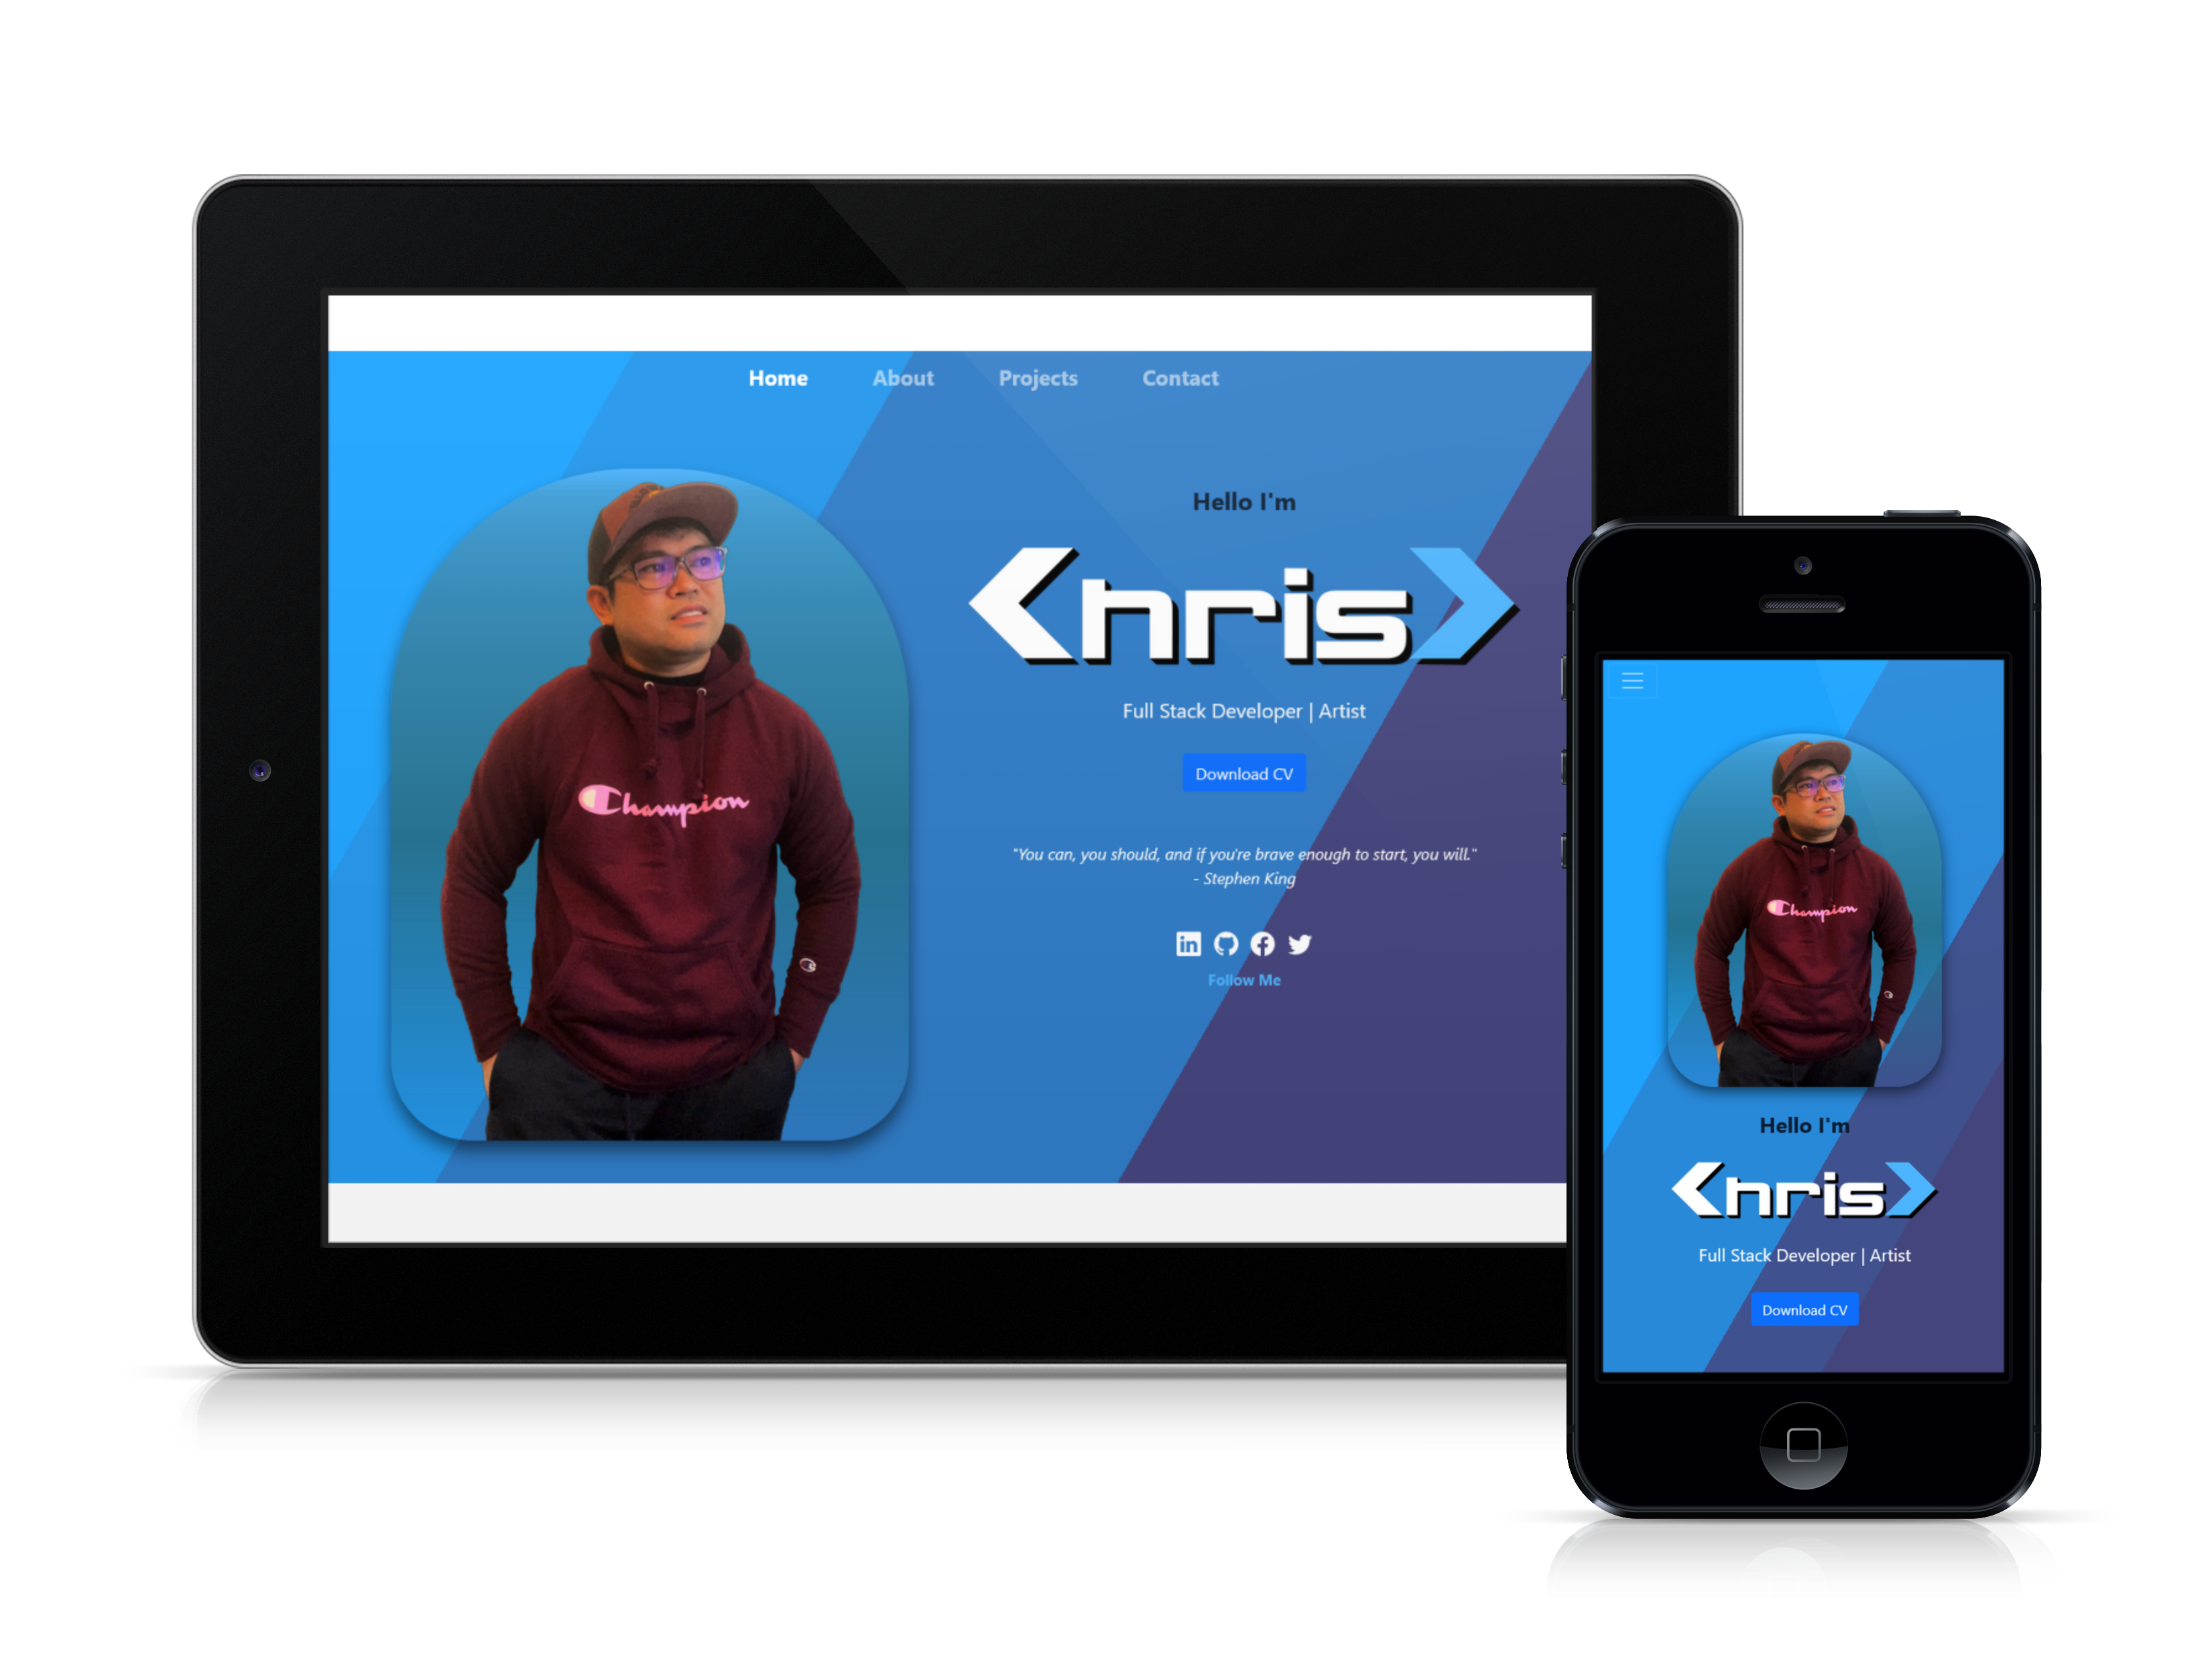 Home About Projects Contact
Hello I'm
<hris>
Full Stack Developer | Artist
Download CV
Champion
"You can, you should, and if you're brave enough to start, you will."
- Stephen King
in
Follow Me
Champion
Hello I'm
<hris>
Full Stack Developer | Artist
Download CV